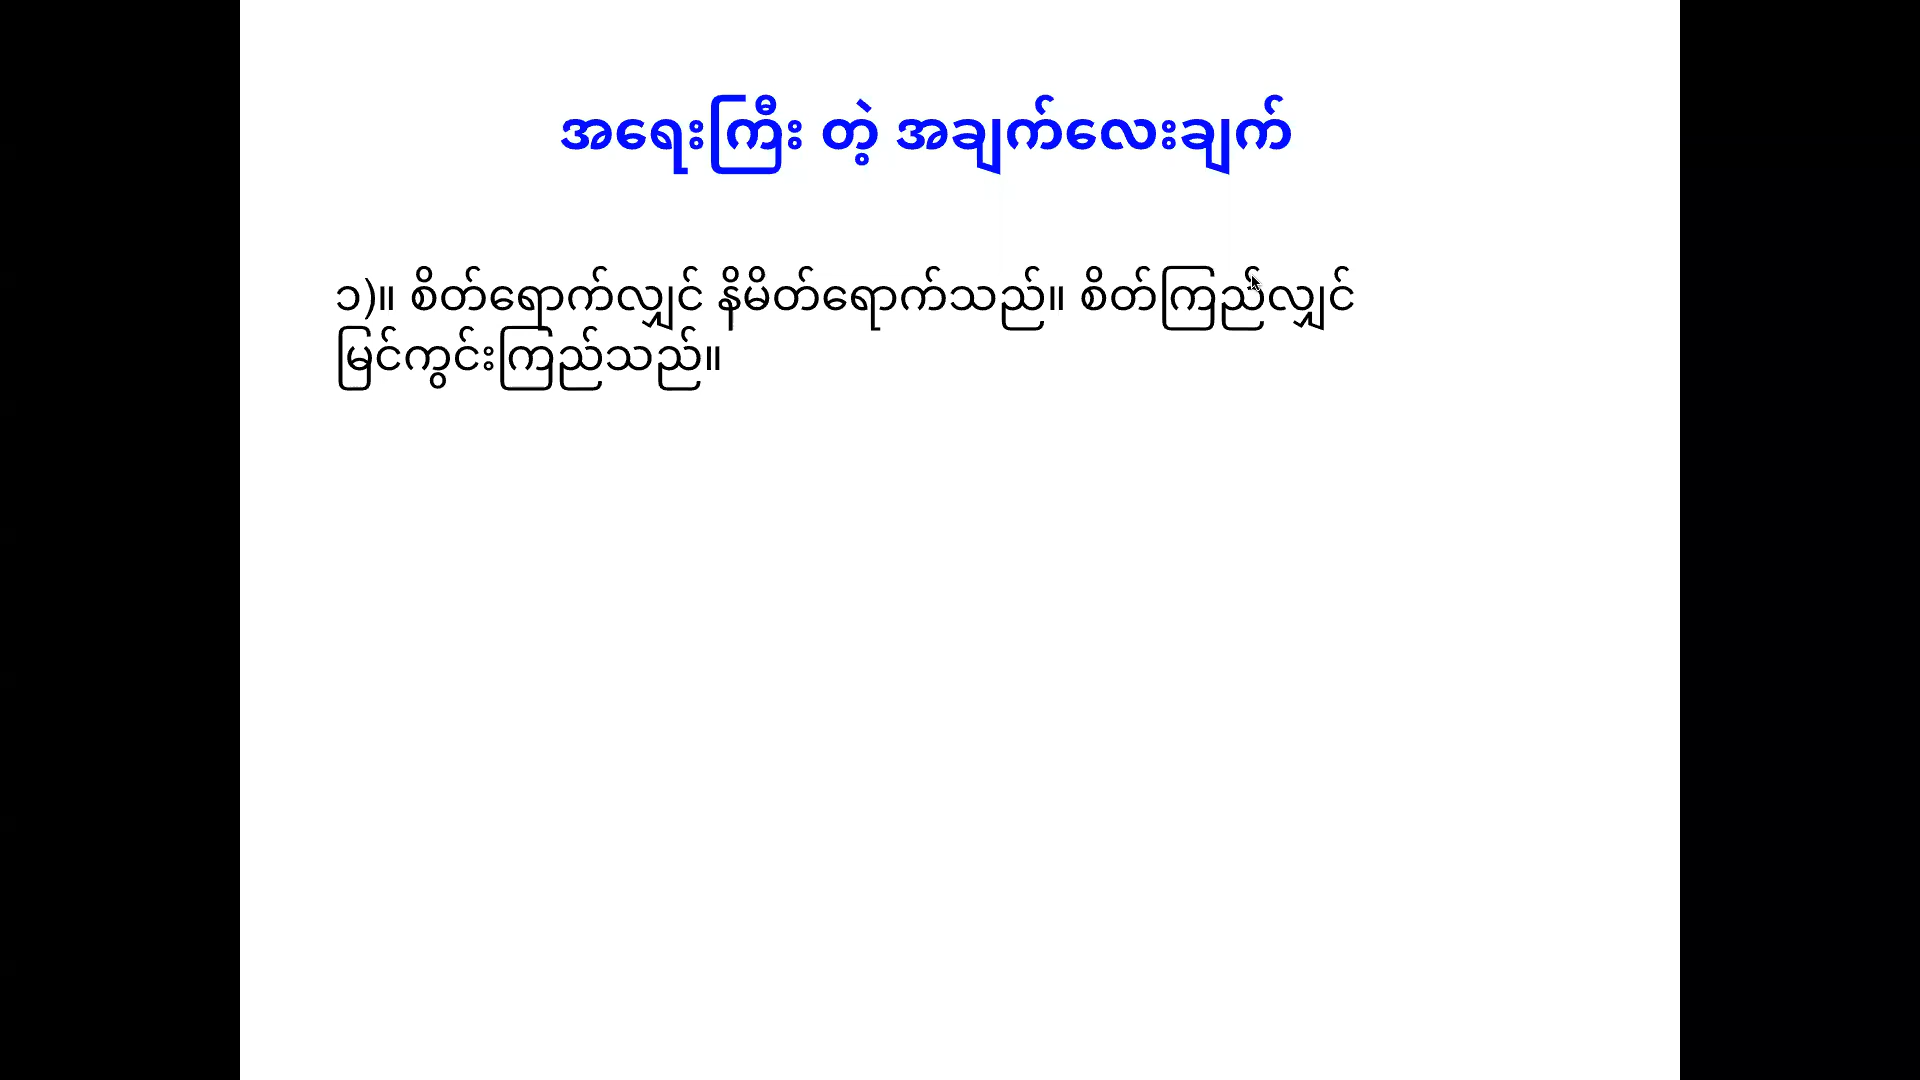 အရေးကြီး တဲ့ အချက်လေးချက်
၁)။ စိတ်ရောက်လျှင် နိမိတ်ရောက်သည်။ စိတ်ကြည်လျှင်
မြင်ကွင်းကြည်သည်။